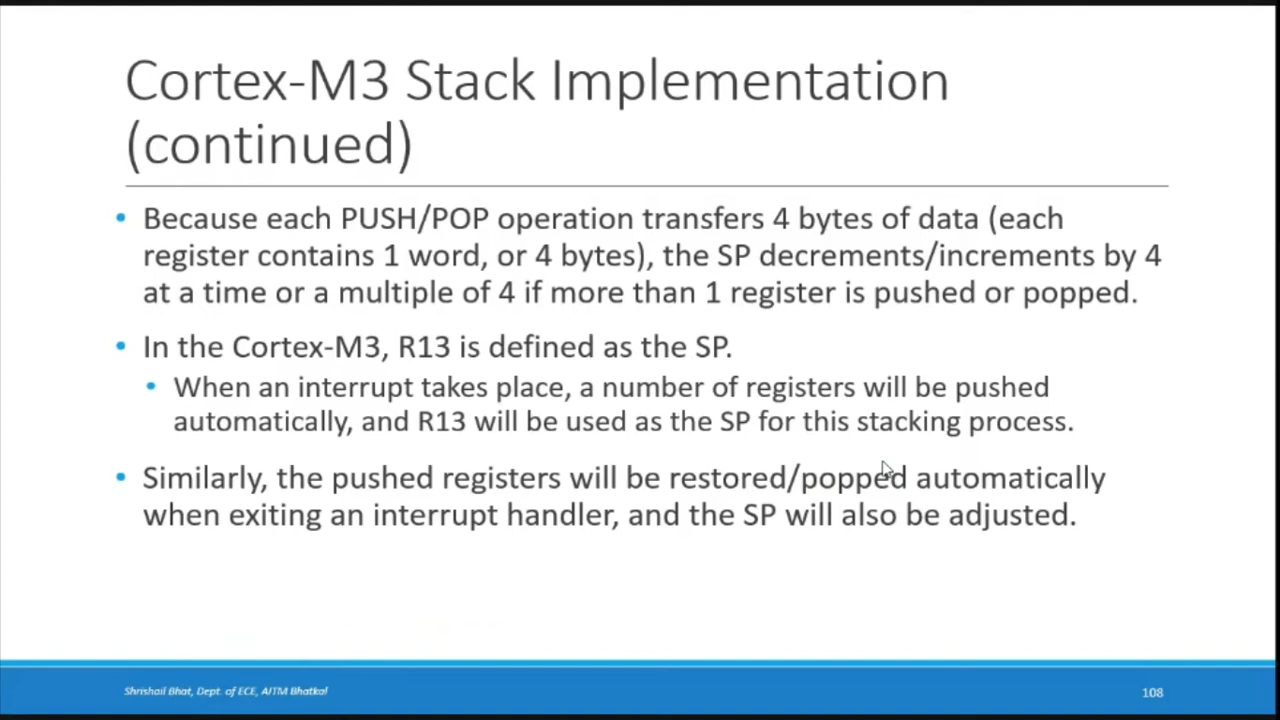 Cortex-M3 Stack Implementation
(continued)
• Because each PUSH/POP operation transfers 4 bytes of data (each
register contains 1 word, or 4 bytes), the SP decrements/increments by 4
at a time or a multiple of 4 if more than 1 register is pushed or popped.
• In the Cortex-M3, R13 is defined as the SP.
• When an interrupt takes place, a number of registers will be pushed
automatically, and R13 will be used as the SP for this stacking process.
• Similarly, the pushed registers will be restored/popped automatically
when exiting an interrupt handler, and the SP will also be adjusted.
Shrishail Bhat, Dept. of ECE, AITM Bhatkal
108